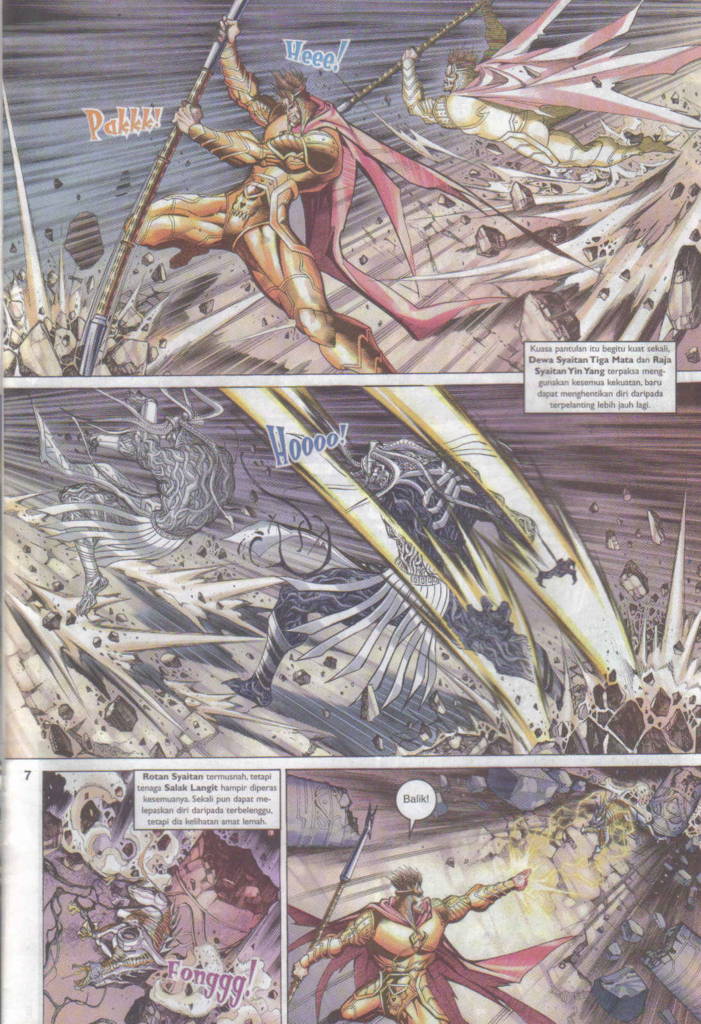 Heee!
Pakkk!
Kuasa pantulan itu begitu kuat sekali,
Dewa Syaitan Tiga Mata dan Raja
Syaitan Yin Yang terpaksa meng-
gunakan kesemua kekuatan, baru
dapat menghentikan diri daripada
terpelanting lebih jauh lagi.
Hoooo!
7
Rotan Syaitan termusnah, tetapi
tenaga Salak Langit hampir diperas
kesemuanya. Sekali pun dapat me-
lepaskan diri daripada terbelenggu,
tetapi dia kelihatan amat lemah.
Fonggg!
Balik!